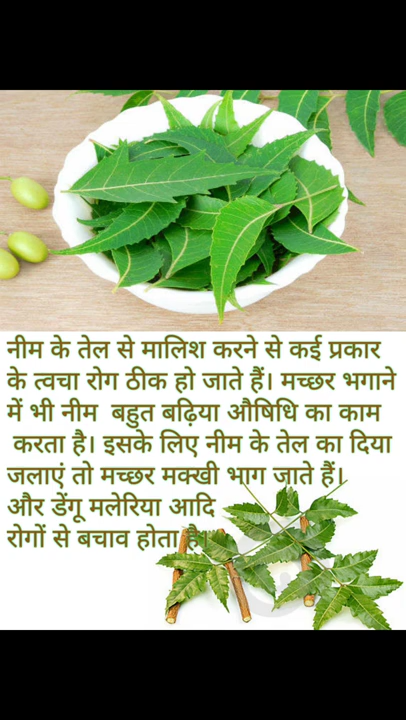 नीम के तेल से मालिश करने से कई प्रकार
के त्वचा रोग ठीक हो जाते हैं। मच्छर भगाने
में भी नीम बहुत बढ़िया औषिधि का काम
करता है। इसके लिए नीम के तेल का दिया
जलाएं तो मच्छर मक्खी भाग जाते हैं।
और डेंगू मलेरिया आदि
रोगों से बचाव होता है।